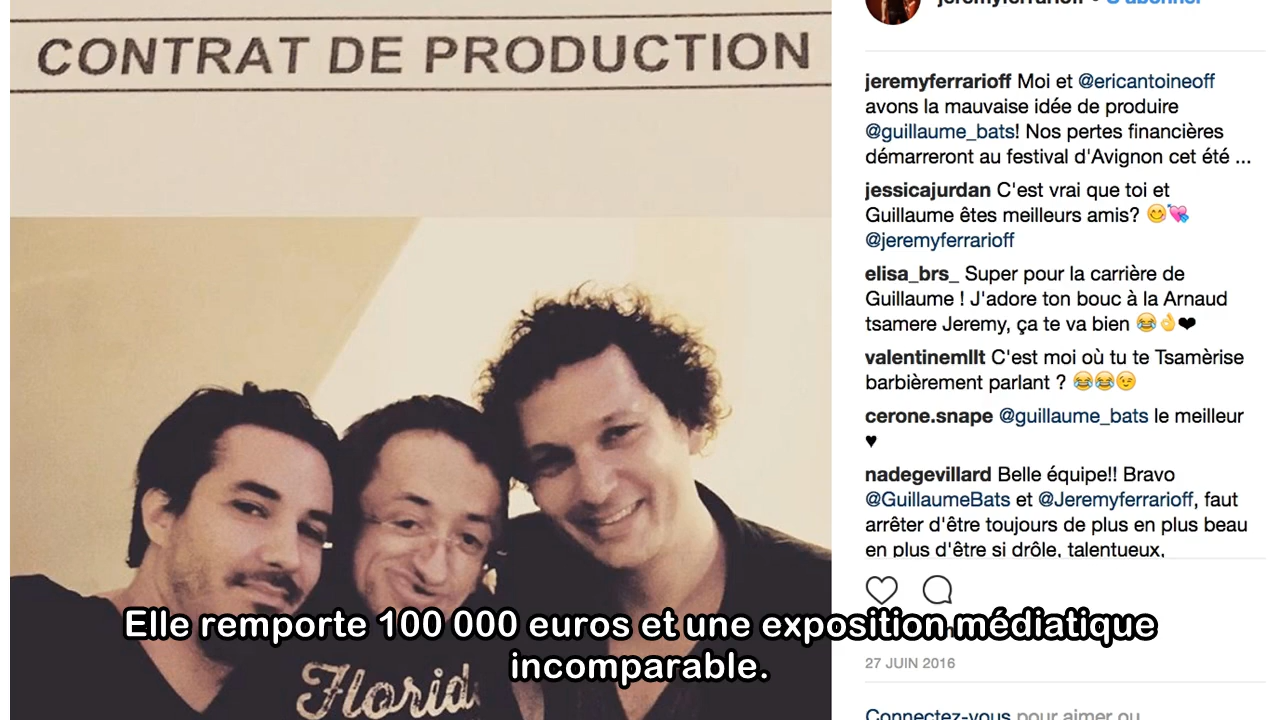 jeremyferrarioff • S'abonner
CONTRAT DE PRODUCTION
jeremyferrarioff Moi et @ericantoineoff
avons la mauvaise idée de produire
@guillaume_bats! Nos pertes financières
démarreront au festival d'Avignon cet été ...
jessicajurdan C'est vrai que toi et
Guillaume êtes meilleurs amis? 😊💘
@jeremyferrarioff
elisa_brs_ Super pour la carrière de
Guillaume ! J'adore ton bouc à la Arnaud
tsamere Jeremy, ça te va bien 😂👌❤
valentinemllt C'est moi où tu te Tsamèrise
barbièrement parlant ? 😂😂😉
cerone.snape @guillaume_bats le meilleur
♥
nadegevillard Belle équipe!! Bravo
@GuillaumeBats et @Jeremyferrarioff, faut
arrêter d'être toujours de plus en plus beau
en plus d'être si drôle, talentueux,
Elle remporte 100 000 euros et une exposition médiatique
incomparable.
Florid
27 JUIN 2016
Connectez-vous pour aimer ou